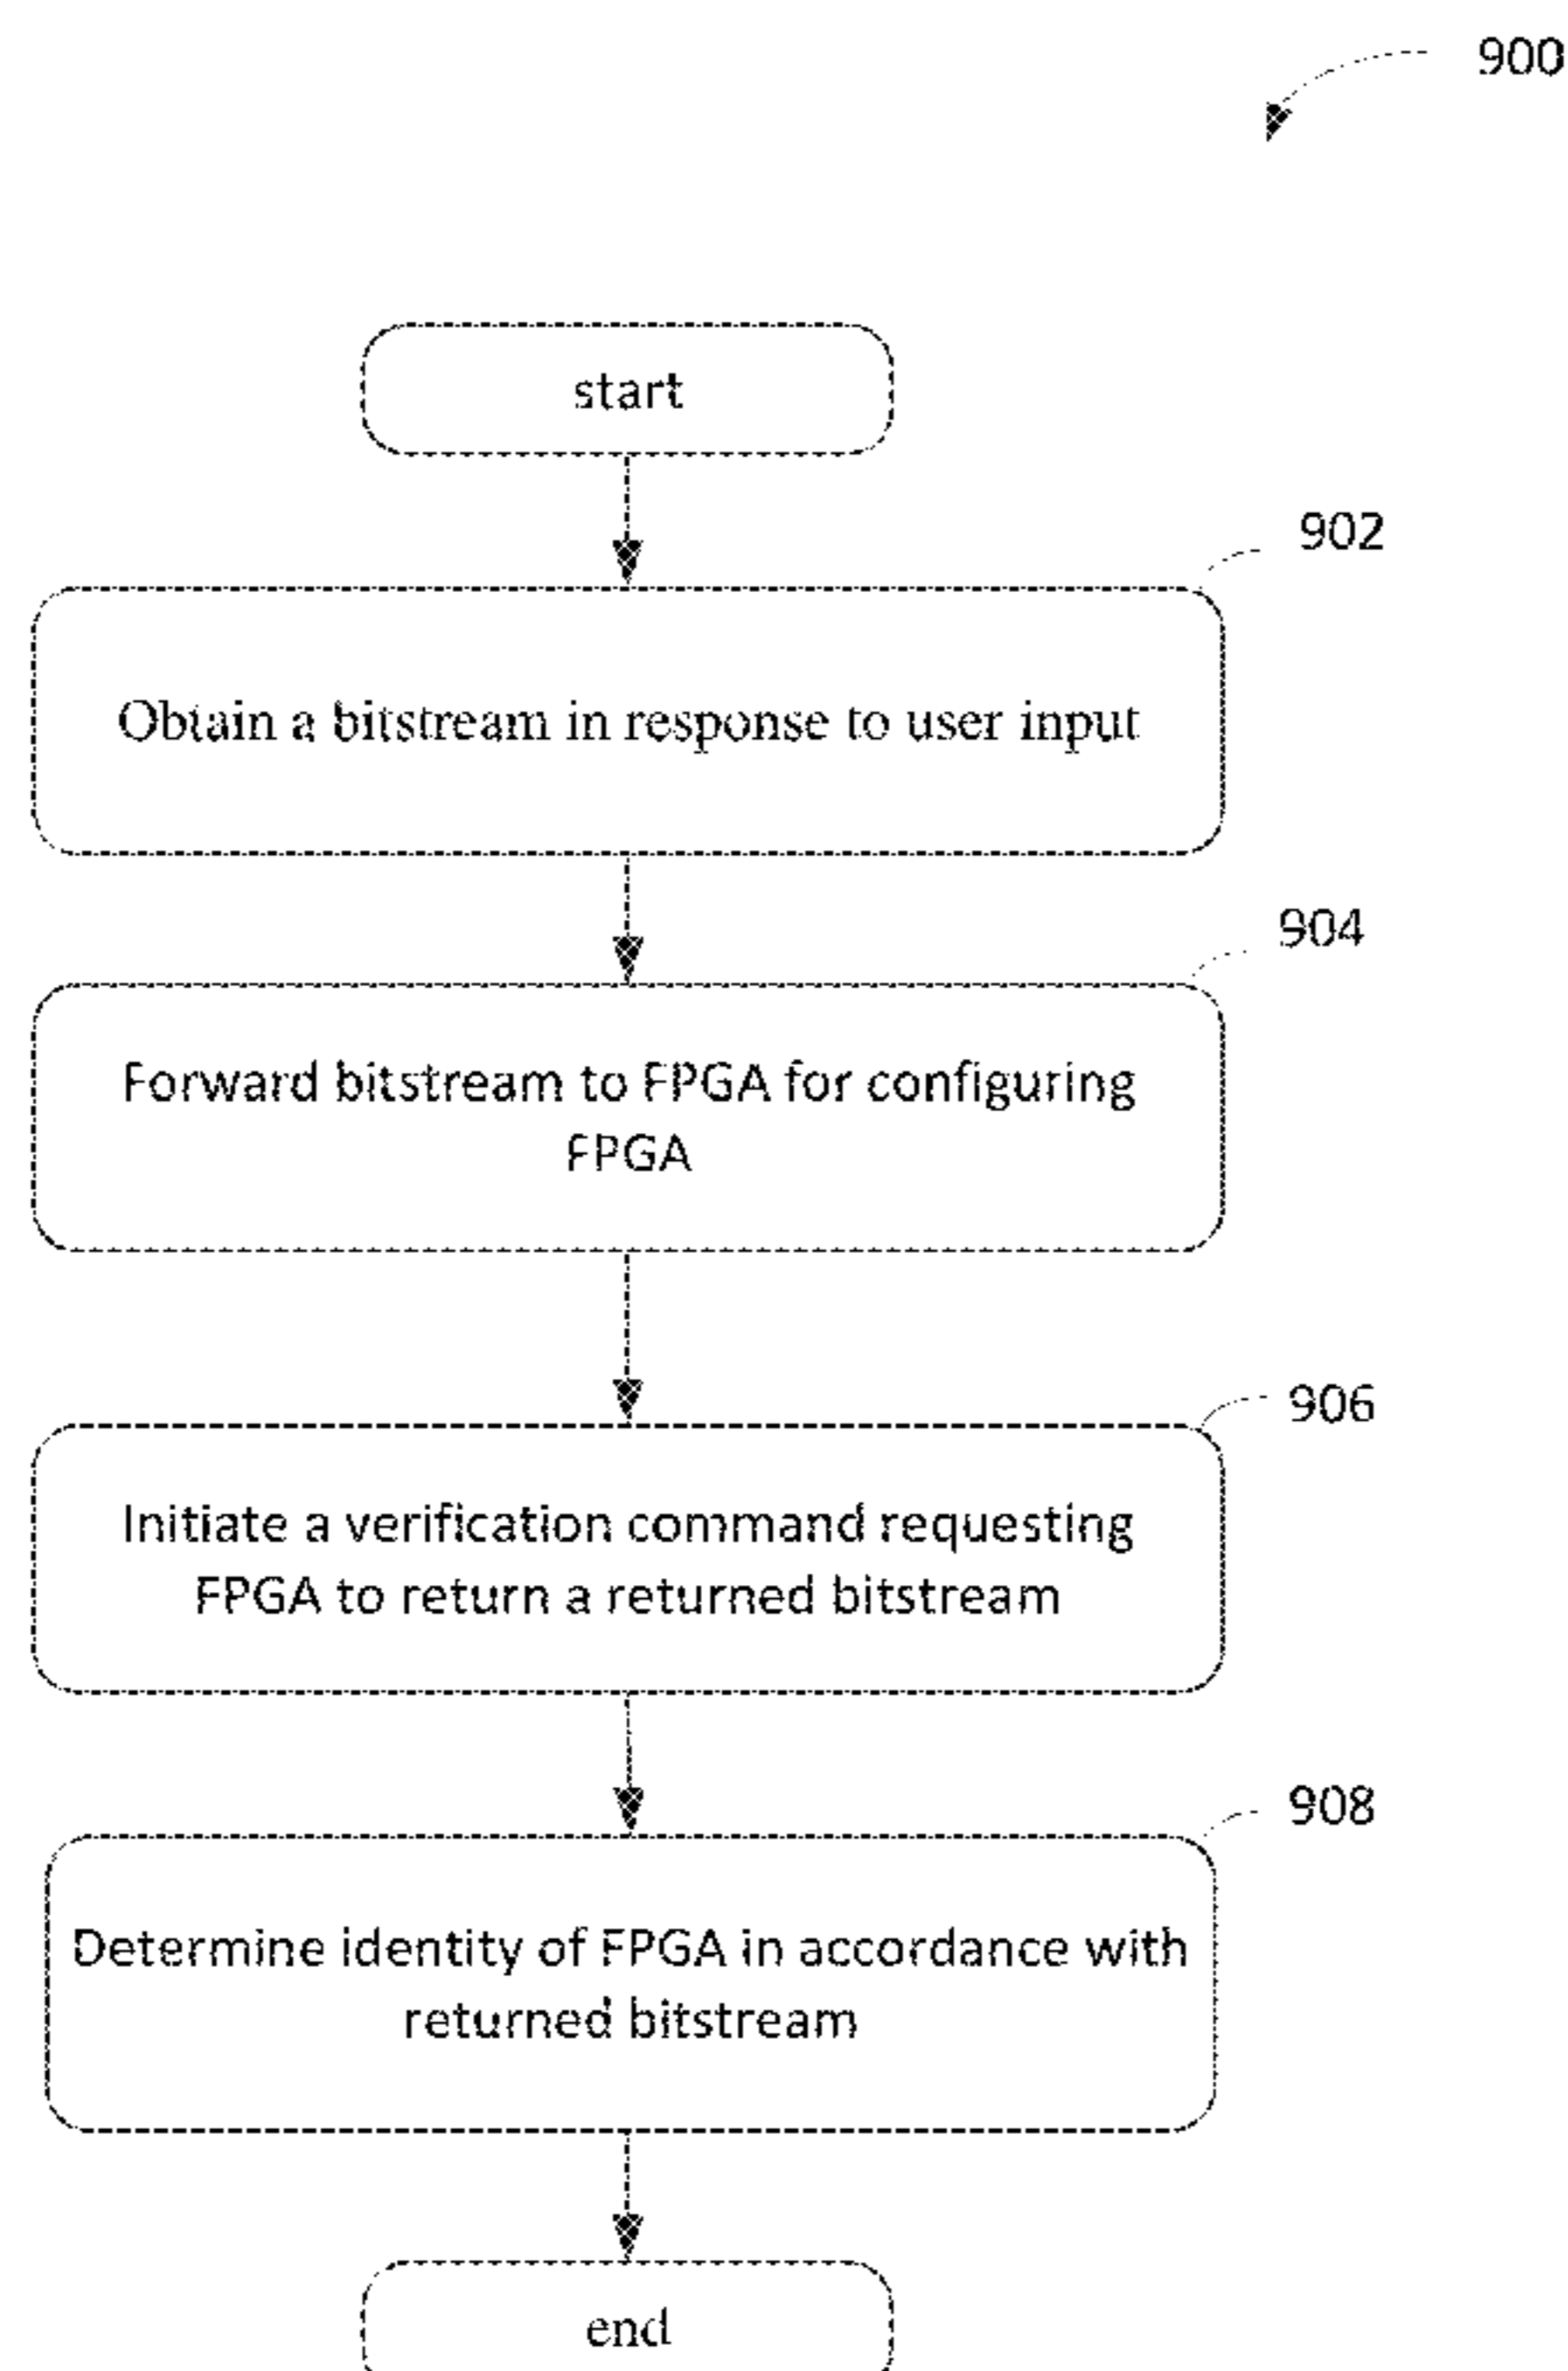 900
start
902
Obtain a bitstream in response to user input
904
Forward bitstream to FPGA for configuring
FPGA
906
Initiate a verification command requesting
FPGA to return a returned bitstream
908
Determine identity of FPGA in accordance with
returned bitstream
end